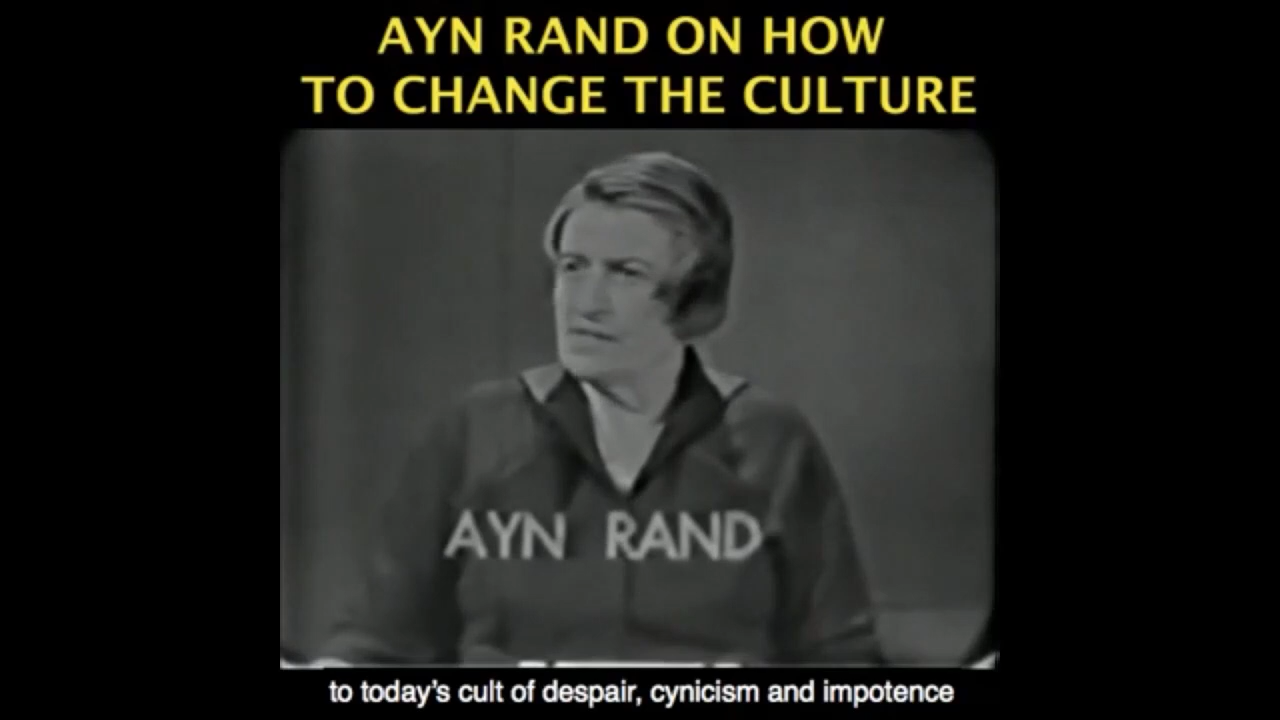 AYN RAND ON HOW
TO CHANGE THE CULTURE
AYN RAND
to today's cult of despair, cynicism and impotence